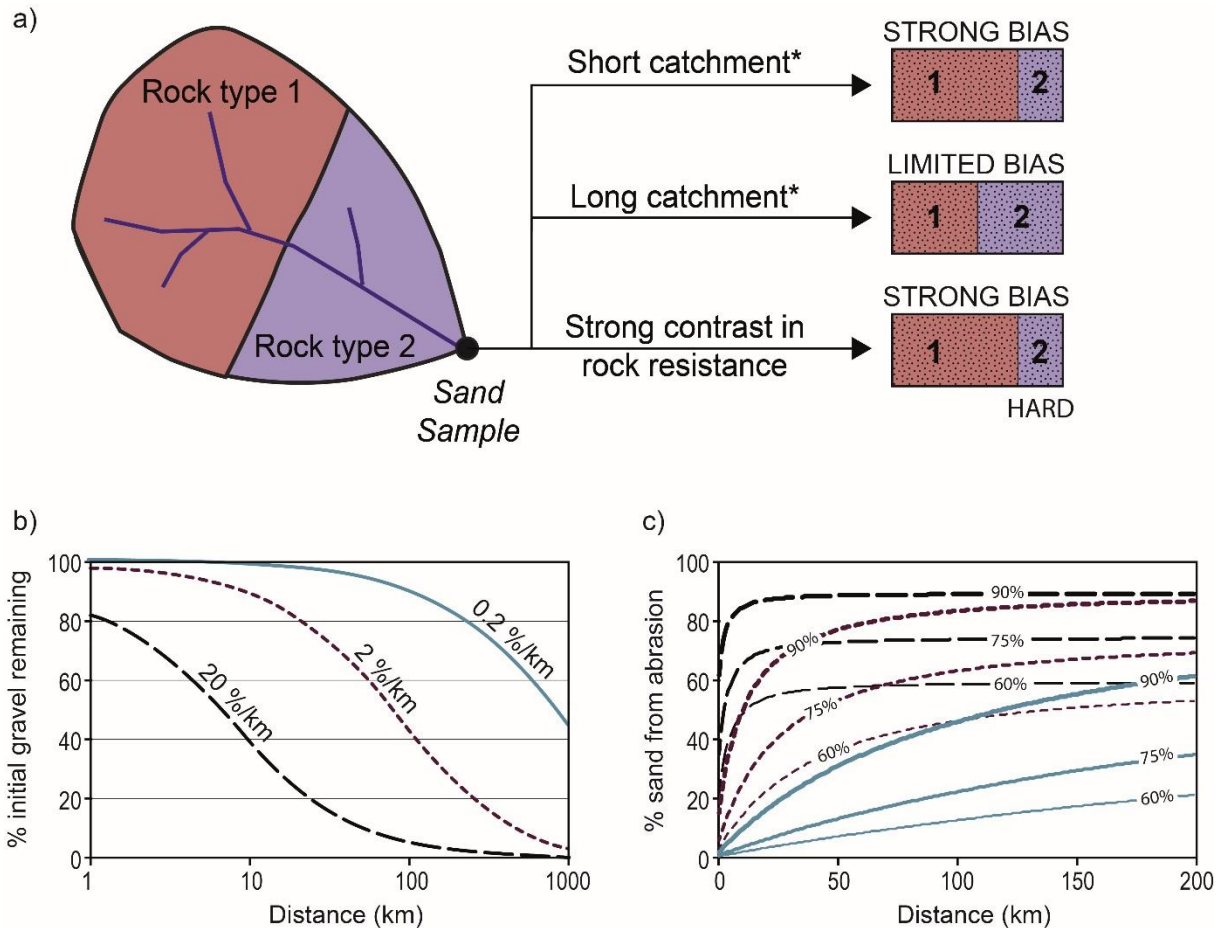 a)
Rock type 1
Rock type 2
Sand
Sample
Short catchment*
Long catchment*
Strong contrast in
rock resistance
STRONG BIAS
1 2
LIMITED BIAS
1 2
STRONG BIAS
1 2
HARD
b)
% initial gravel remaining
100
80
60
40
20
0
0.2 %/km
2 %/km
20 %/km
1 10 100 1000
Distance (km)
c)
% sand from abrasion
100
80
60
40
20
0
90%
75%
60%
90%
75%
60%
90%
75%
60%
0 50 100 150 200
Distance (km)